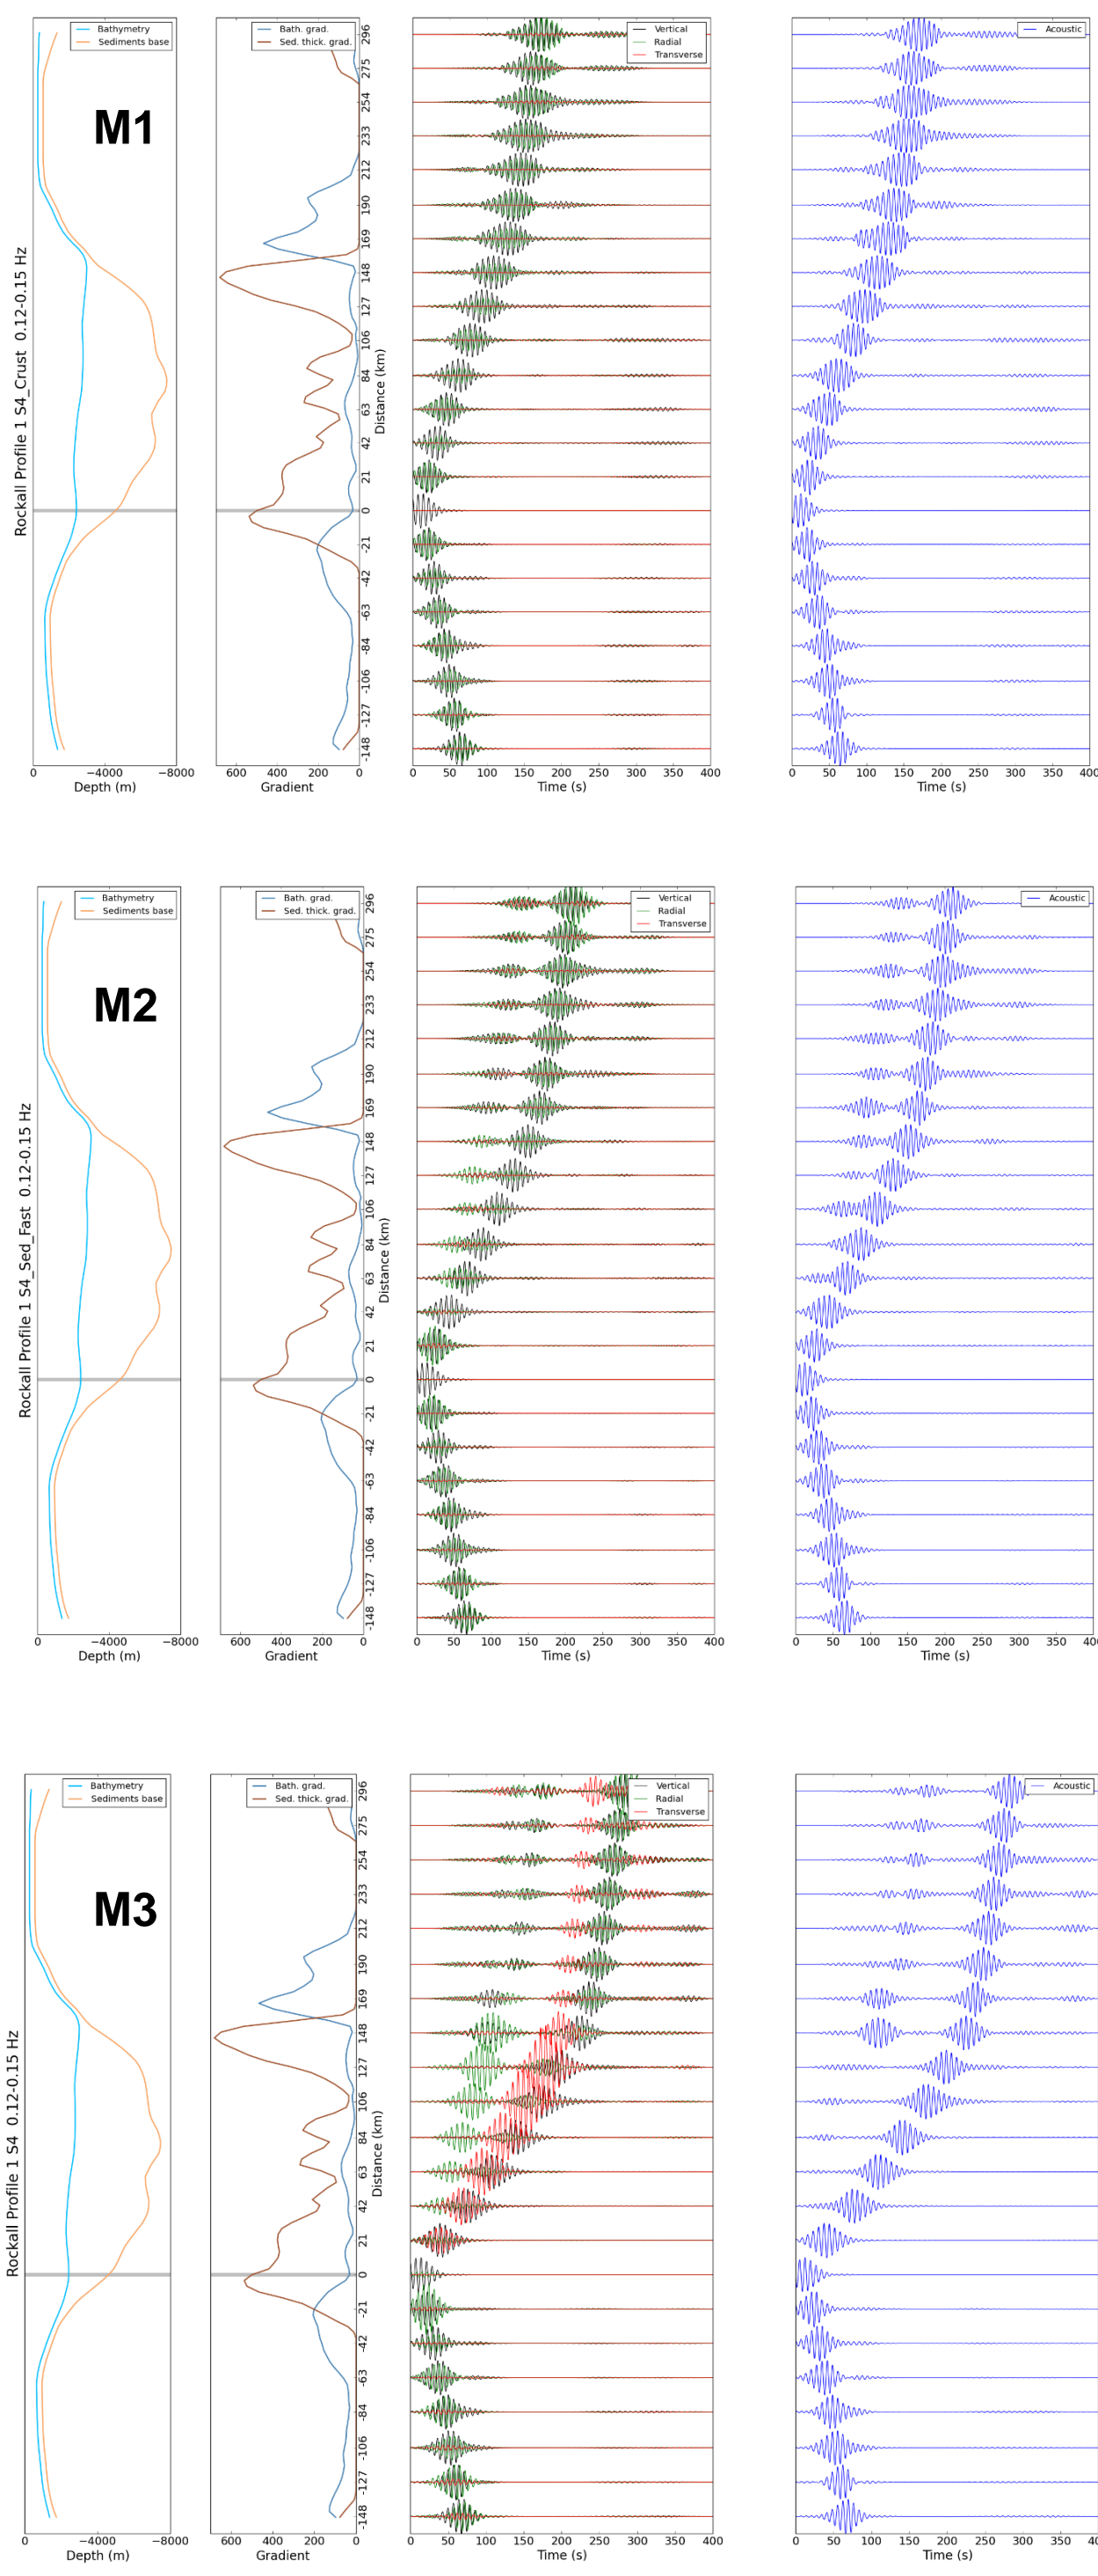 Bathymetry
Sediments base
Bath. grad.
Sed. thick. grad.
Vertical
Radial
Transverse
Acoustic
M1
Rockall Profile 1 S4_Crust 0.12-0.15 Hz
296
275
254
233
212
190
169
148
127
106
84
63
42
21
0
-21
-42
-63
-84
-106
-127
-148
Distance (km)
0 −4000 −8000
600 400 200 0
0 50 100 150 200 250 300 350 400
0 50 100 150 200 250 300 350 400
Depth (m)
Gradient
Time (s)
Time (s)
Bathymetry
Sediments base
Bath. grad.
Sed. thick. grad.
Vertical
Radial
Transverse
Acoustic
M2
Rockall Profile 1 S4_Sed_Fast 0.12-0.15 Hz
296
275
254
233
212
190
169
148
127
106
84
63
42
21
0
-21
-42
-63
-84
-106
-127
-148
Distance (km)
0 −4000 −8000
600 400 200 0
0 50 100 150 200 250 300 350 400
0 50 100 150 200 250 300 350 40
Depth (m)
Gradient
Time (s)
Time (s)
Bathymetry
Sediments base
Bath. grad.
Sed. thick. grad.
Vertical
Radial
Transverse
Acoustic
M3
Rockall Profile 1 S4 0.12-0.15 Hz
296
275
254
233
212
190
169
148
127
106
84
63
42
21
0
-21
-42
-63
-84
-106
-127
-148
Distance (km)
0 −4000 −8000
600 400 200 0
0 50 100 150 200 250 300 350 400
0 50 100 150 200 250 300 350 40
Depth (m)
Gradient
Time (s)
Time (s)